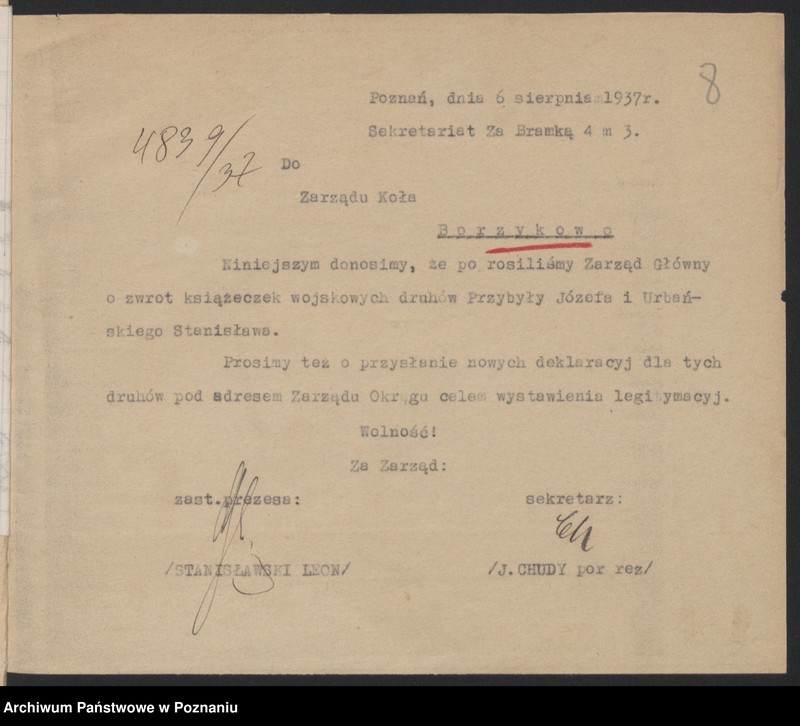 8
Poznań, dnia 6 sierpnia 1937r.
Sekretariat Za Bramką 4 m 3.
4839/37
Do
Zarządu Koła
Borzykowo
Niniejszym donosimy, że po rosiliśmy Zarząd Główny
o zwrot książeczek wojskowych druhów Przybyły Józefa i Urbań-
skiego Stanisława.
Prosimy też o przysłanie nowych deklaracyj dla tych
druhów pod adresem Zarządu Okręgu celem wystawienia legitymacyj.
Wolność!
Za Zarząd:
zast.prezesa: sekretarz:
/STANISŁAWSKI LEON/ /J.CHUDY por rez/
Archiwum Państwowe w Poznaniu